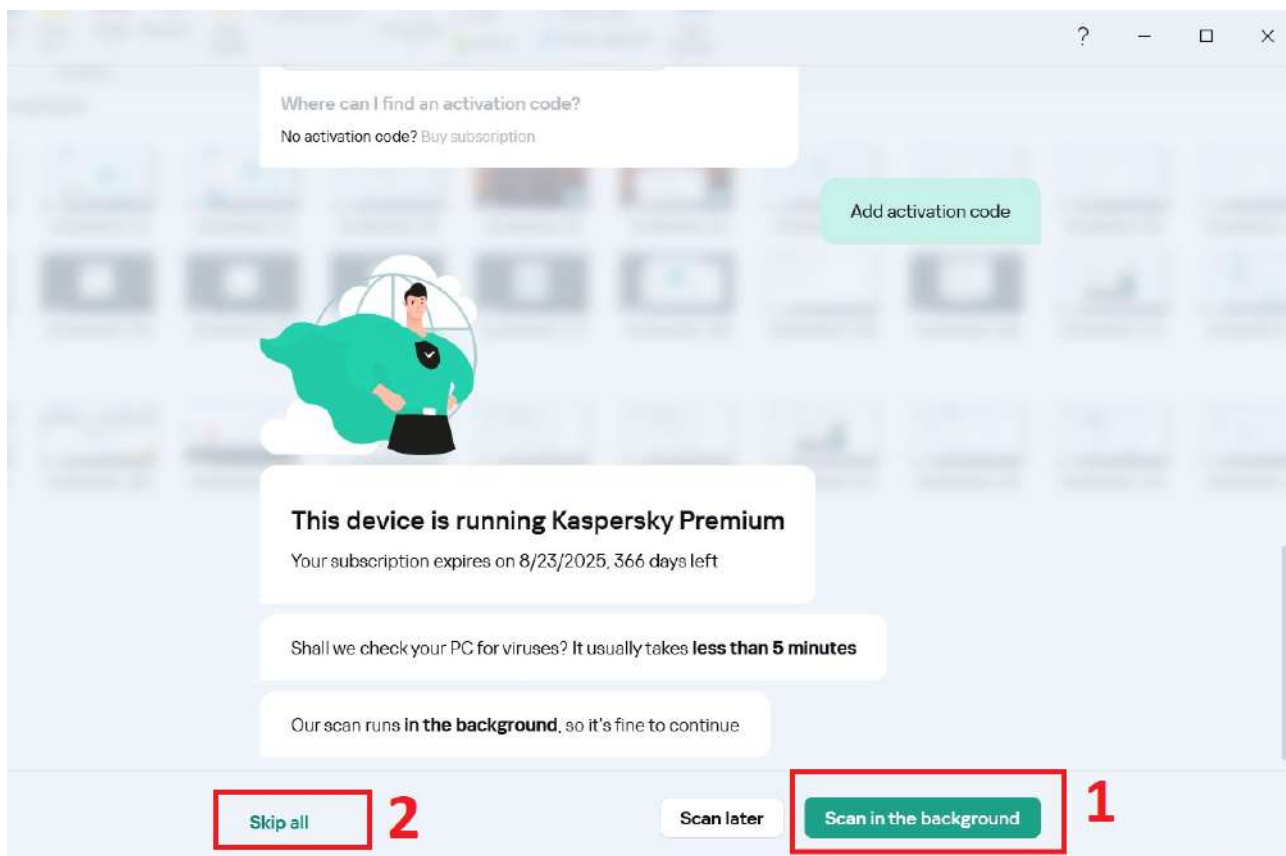 ?
Where can I find an activation code?
No activation code? Buy subscription
Add activation code
This device is running Kaspersky Premium
Your subscription expires on 8/23/2025, 366 days left
Shall we check your PC for viruses? It usually takes less than 5 minutes
Our scan runs in the background, so it's fine to continue
Skip all 2 Scan later Scan in the background 1